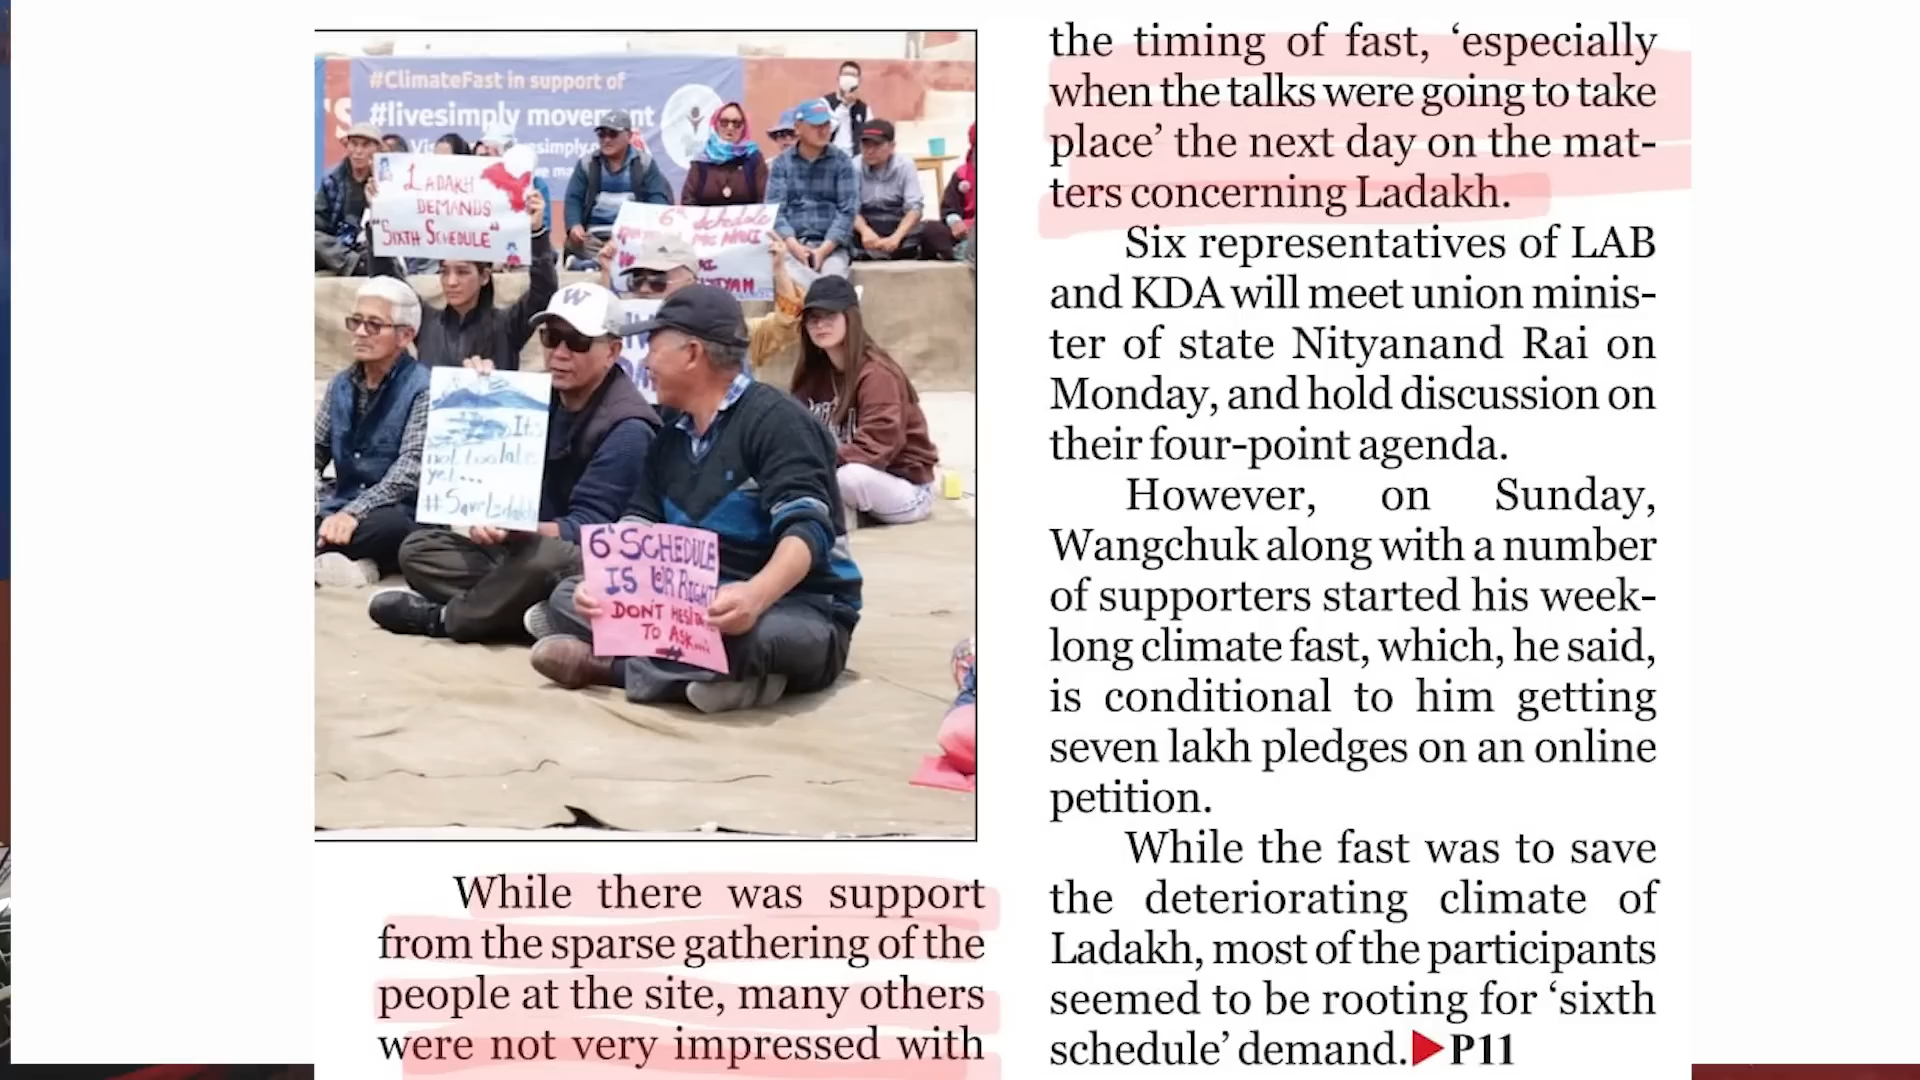 #ClimateFast in support of
#livesimply movement
LADAKH
DEMANDS
"SIXTH SCHEDULE"
6th Schedule
It's
not too late
yet...
#SaveLadakh
6th SCHEDULE
IS OUR RIGHT
DON'T HESITATE
TO ASK....
While there was support
from the sparse gathering of the
people at the site, many others
were not very impressed with
the timing of fast, ‘especially
when the talks were going to take
place’ the next day on the mat-
ters concerning Ladakh.
Six representatives of LAB
and KDA will meet union minis-
ter of state Nityanand Rai on
Monday, and hold discussion on
their four-point agenda.
However, on Sunday,
Wangchuk along with a number
of supporters started his week-
long climate fast, which, he said,
is conditional to him getting
seven lakh pledges on an online
petition.
While the fast was to save
the deteriorating climate of
Ladakh, most of the participants
seemed to be rooting for ‘sixth
schedule’ demand. P11